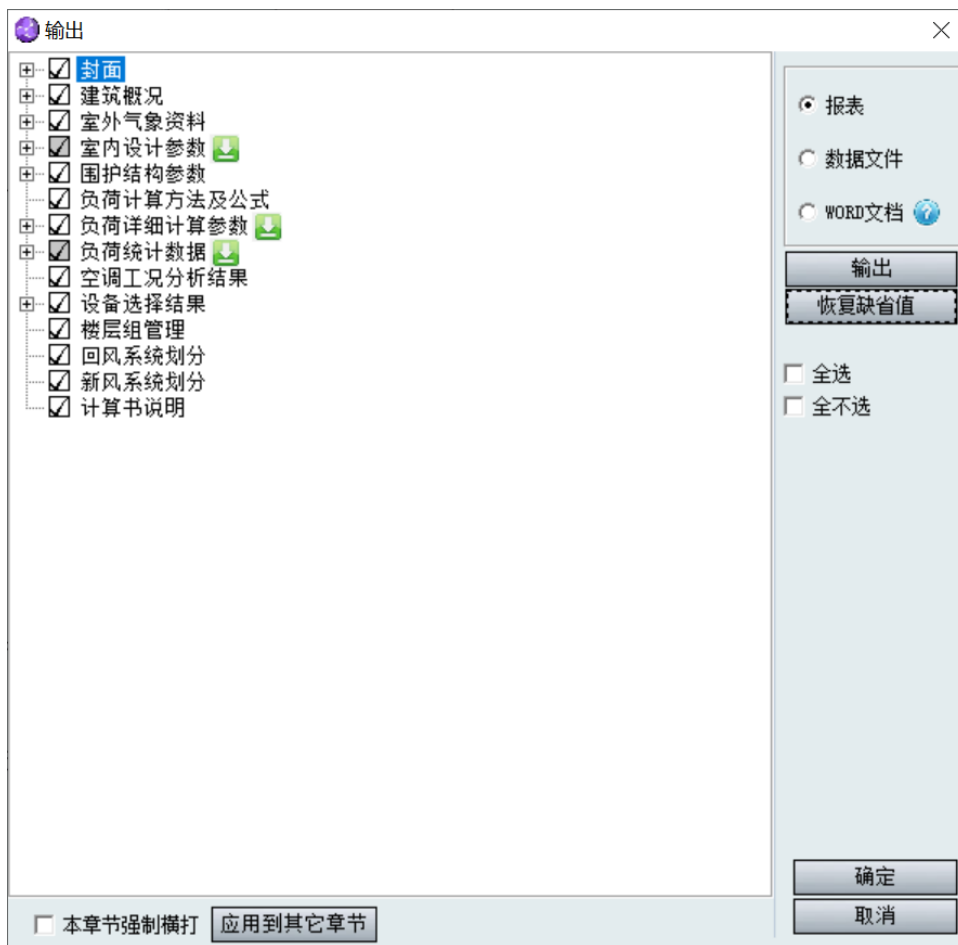 输出
封面
建筑概况
室外气象资料
室内设计参数
围护结构参数
负荷计算方法及公式
负荷详细计算参数
负荷统计数据
空调工况分析结果
设备选择结果
楼层组管理
回风系统划分
新风系统划分
计算书说明
报表
数据文件
WORD文档
输出
恢复缺省值
全选
全不选
确定
取消
本章节强制横打
应用到其它章节